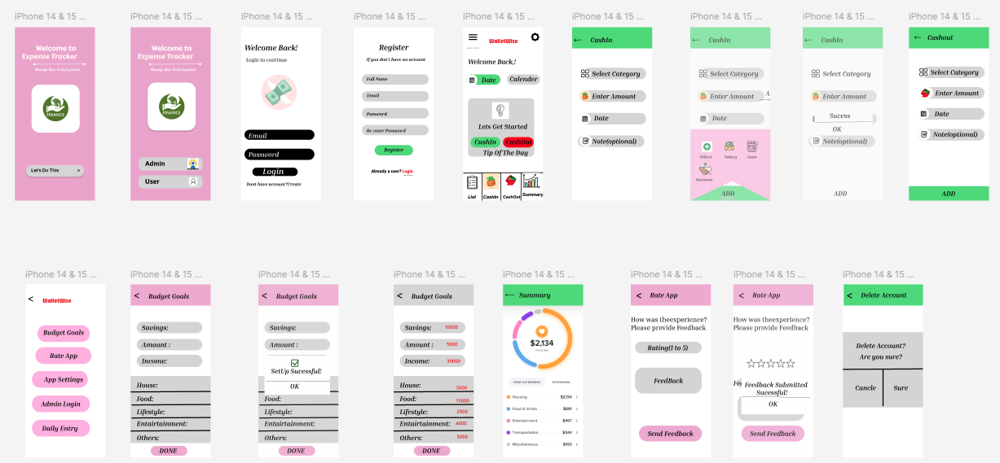 iPhone 14 & 15 ...
Welcome to
Expense Tracker
Manage Your Daily Expenses
FINANCE
Let's Do This >
iPhone 14 & 15 ...
Welcome to
Expense Tracker
Manage Your Daily Expenses
FINANCE
Admin
User
iPhone 14 & 15 ...
Welcome Back!
Login to continue
Email
Password
Login
Dont have account?Create
iPhone 14 & 15 ...
Register
If you don't have an account
Full Name
Email
Password
Re-enter Password
Register
Already a user? Login
iPhone 14 & 15 ...
WalletWise
Welcome Back,!
Date
Calender
Lets Get Started
CashIn
CashOut
Tip Of The Day
List
CashIn
CashOut
Summary
iPhone 14 & 15 ...
CashIn
Select Category
Enter Amount
Date
Note(optional)
iPhone 14 & 15 ...
CashIn
Select Category
Enter Amount
A
Date
Others
Salary
Loan
Business
ADD
iPhone 14 & 15 ...
CashIn
Select Category
Enter Amount
Sucess
OK
Note(optional)
ADD
iPhone 14 & 15 ...
Cashout
Select Category
Enter Amount
Date
Note(optional)
ADD
iPhone 14 & 15 ...
< WalletWise
Budget Goals
Rate App
App Settings
Admin Login
Daily Entry
iPhone 14 & 15 ...
< Budget Goals
Savings:
Amount :
Income:
House:
Food:
Lifestyle:
Entairtainment:
Others:
DONE
iPhone 14 & 15 ...
< Budget Goals
Savings:
Amount :
SetUp Sucessful!
OK
Food:
Lifestyle:
Entairtainment:
Others:
DONE
iPhone 14 & 15 ...
< Budget Goals
Savings: 10000
Amount : 5000
Income: 30000
House: 5000
Food: 15000
Lifestyle: 2000
Entairtainment: 4000
Others: 5000
DONE
iPhone 14 & 15 ...
Summary
$2,134
HOUSING
HEAD CATEGORIES
CATEGORIES
Housing $2,134 >
Food & drinks $891 >
Entertainment $497 >
Transportation $344 >
Miscellaneous $100 >
iPhone 14 & 15 ...
< Rate App
How was theexperience?
Please provide Feedback
Rating(1 to 5)
FeedBack
Send Feedback
iPhone 14 & 15 ...
< Rate App
How was theexperience?
Please provide Feedback
Feedback Submitted
Sucessful!
OK
Send Feedback
iPhone 14 & 15 ...
< Delete Account
Delete Account?
Are you sure?
Cancle
Sure